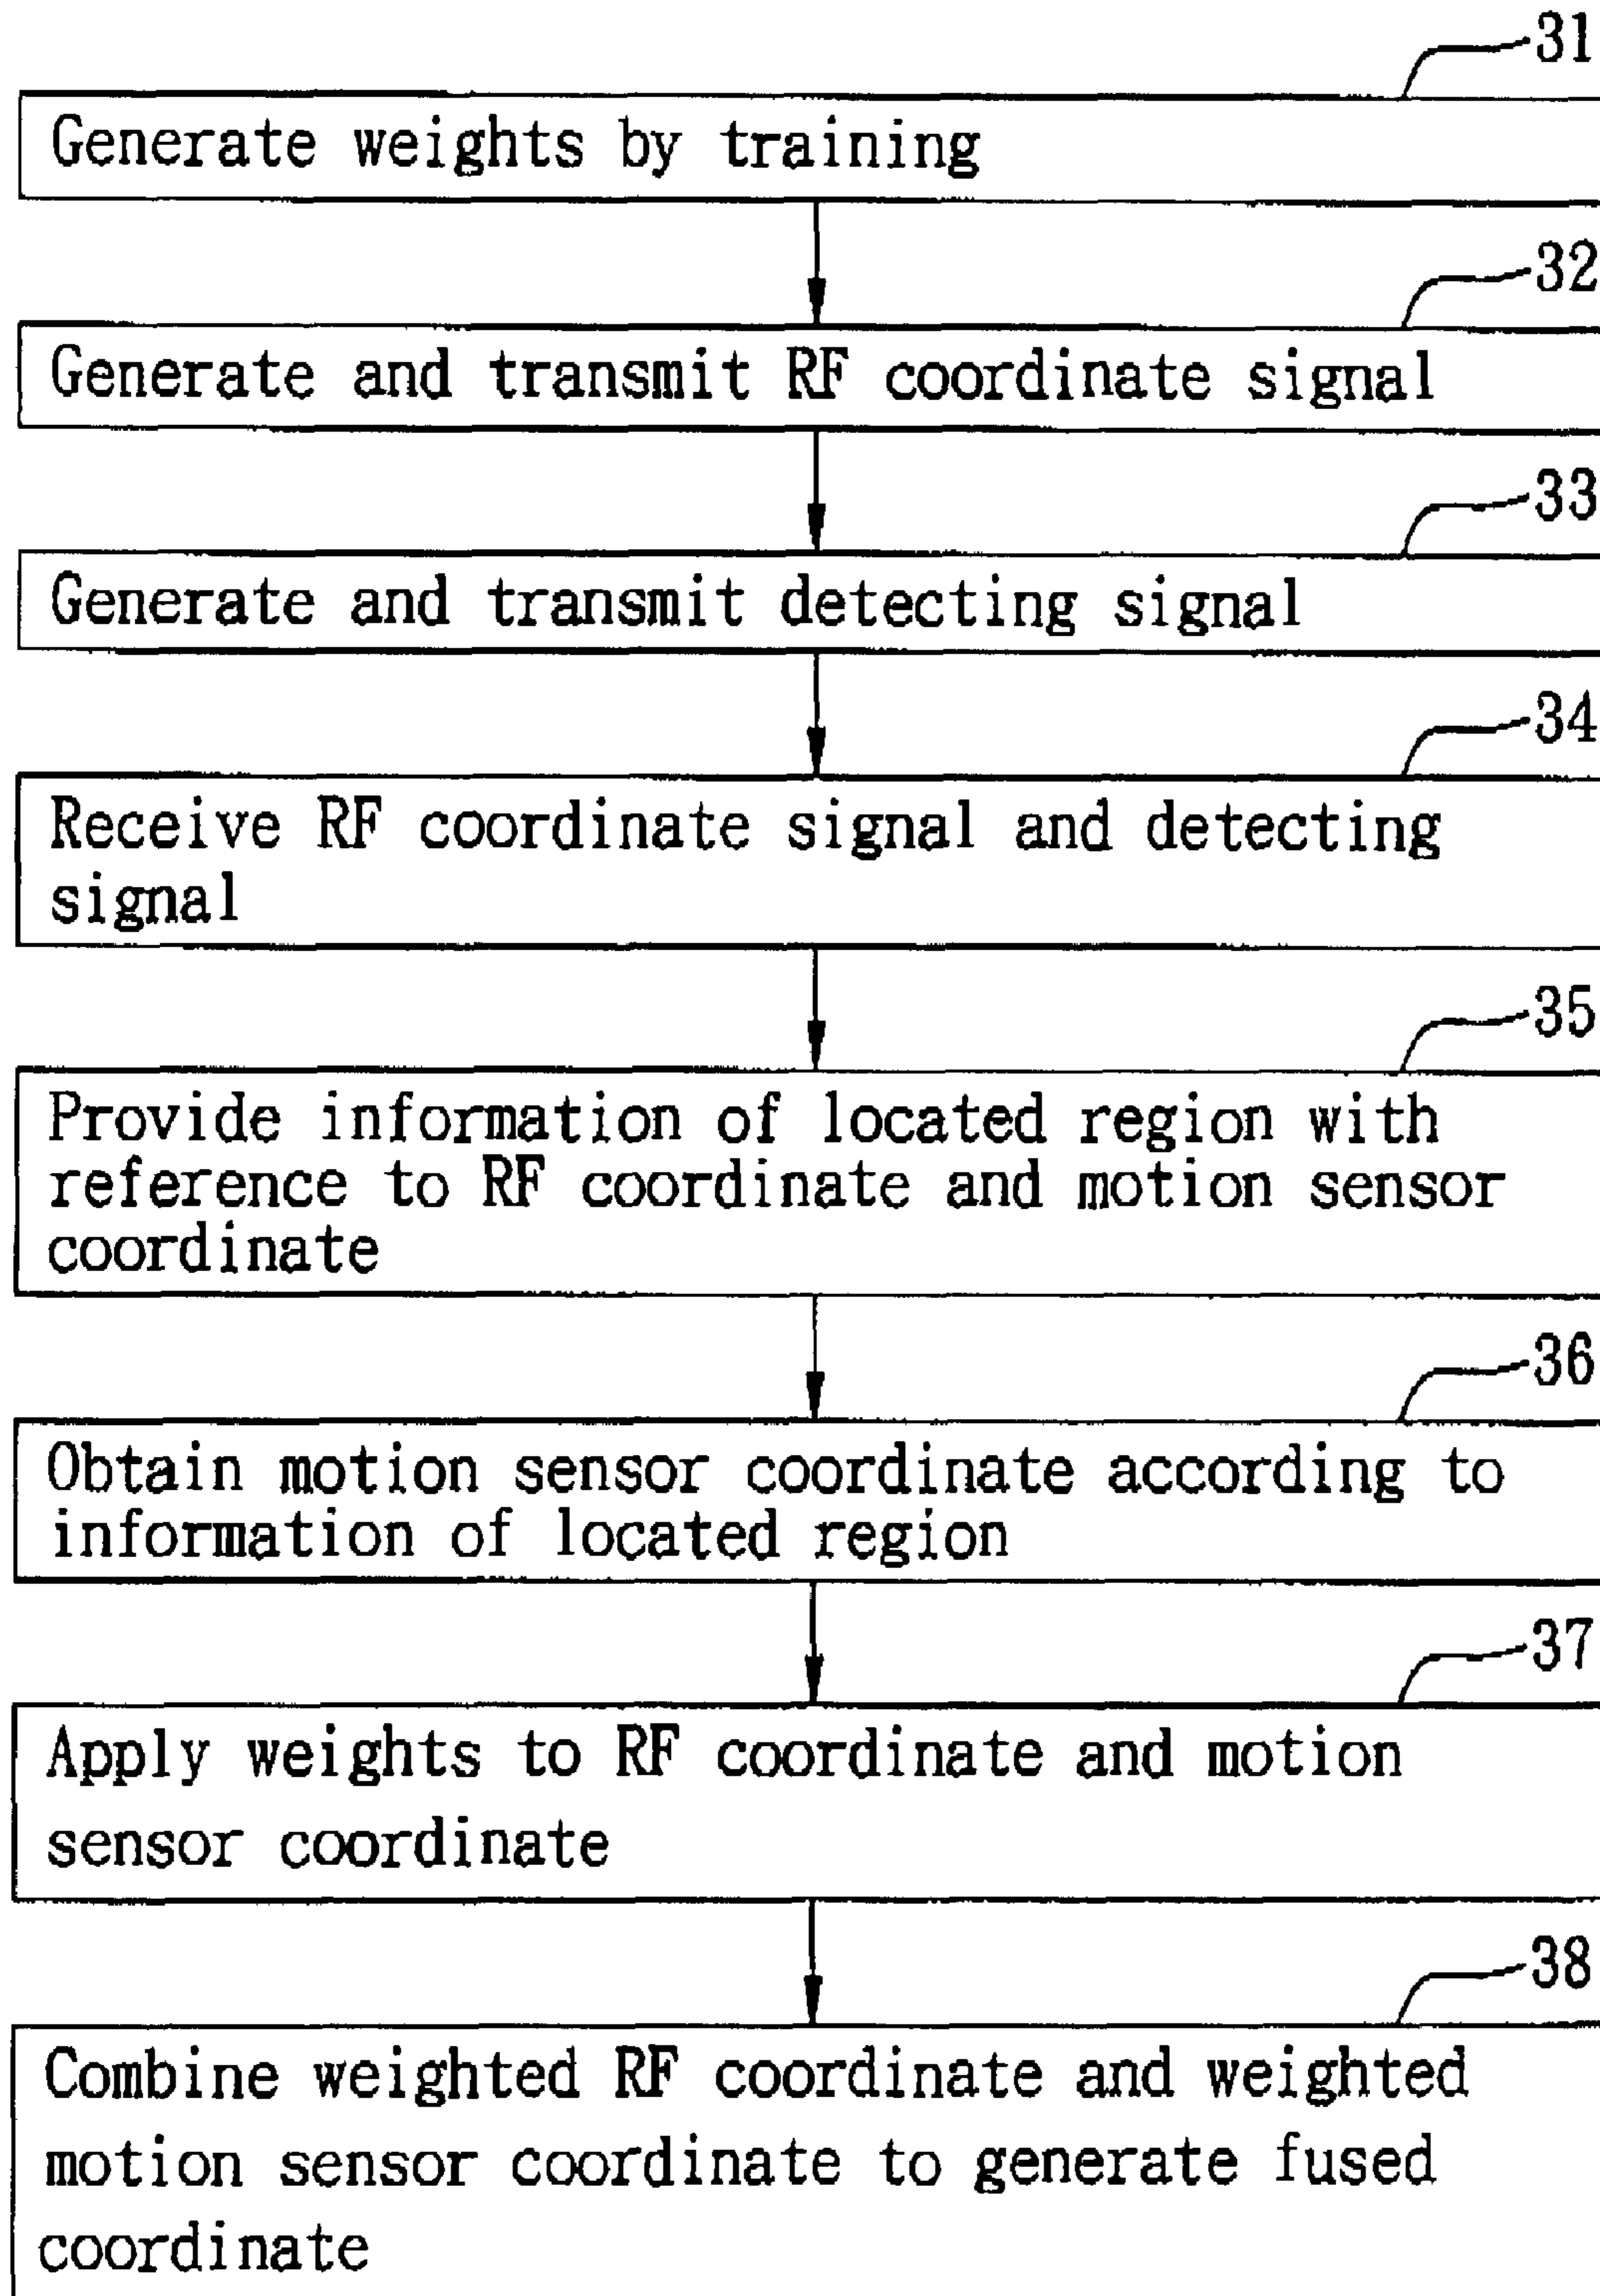 31
Generate weights by training
32
Generate and transmit RF coordinate signal
33
Generate and transmit detecting signal
34
Receive RF coordinate signal and detecting
signal
35
Provide information of located region with
reference to RF coordinate and motion sensor
coordinate
36
Obtain motion sensor coordinate according to
information of located region
37
Apply weights to RF coordinate and motion
sensor coordinate
38
Combine weighted RF coordinate and weighted
motion sensor coordinate to generate fused
coordinate